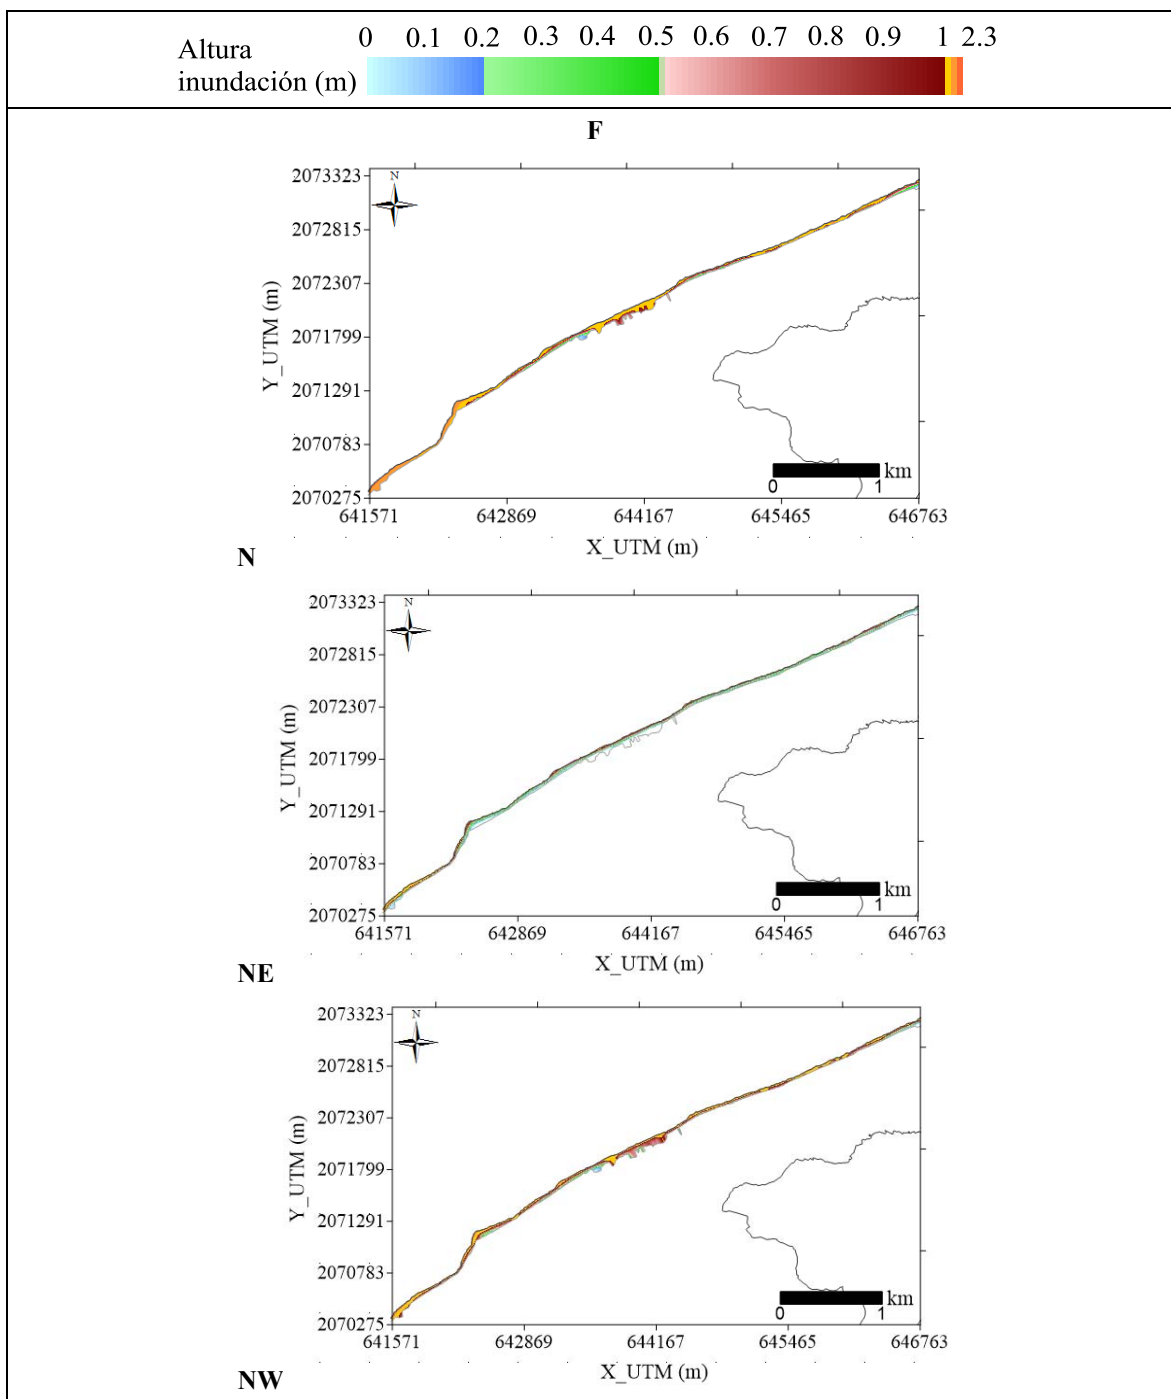 Altura
inundación (m)
0 0.1 0.2 0.3 0.4 0.5 0.6 0.7 0.8 0.9 1 2.3
F
N
2073323
2072815
2072307
2071799
2071291
2070783
2070275
Y_UTM (m)
km
0 1
641571 642869 644167 645465 646763
X_UTM (m)
N
N
2073323
2072815
2072307
2071799
2071291
2070783
2070275
Y_UTM (m)
km
0 1
641571 642869 644167 645465 646763
X_UTM (m)
NE
N
2073323
2072815
2072307
2071799
2071291
2070783
2070275
Y_UTM (m)
km
0 1
641571 642869 644167 645465 646763
X_UTM (m)
NW